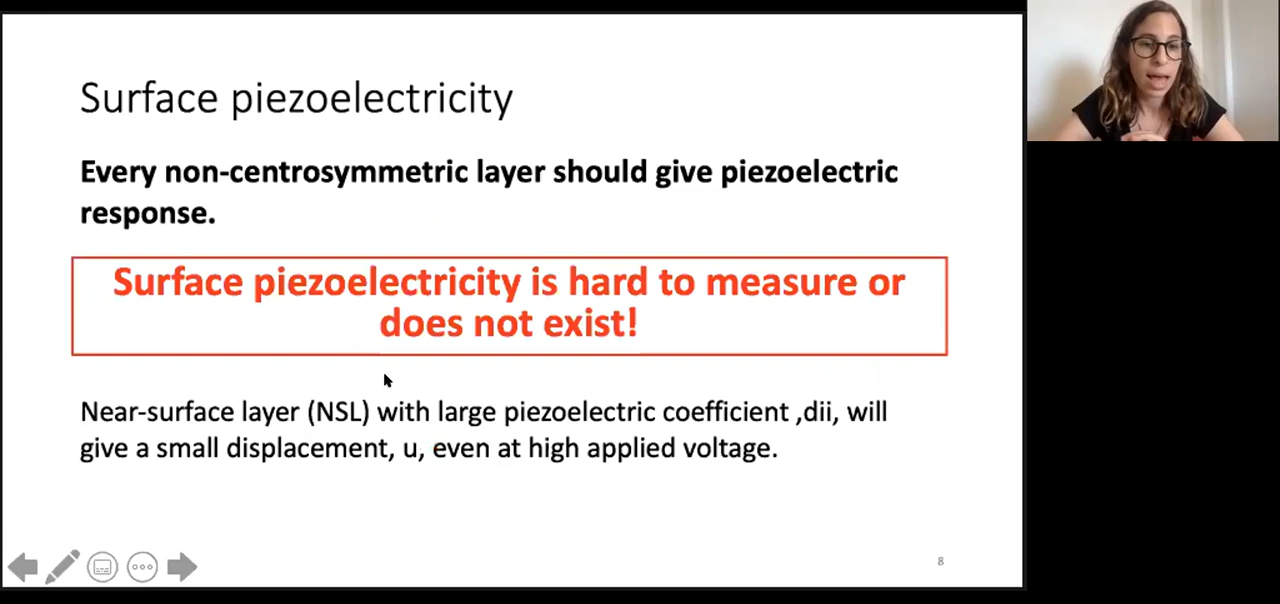 Surface piezoelectricity
Every non-centrosymmetric layer should give piezoelectric
response.
Surface piezoelectricity is hard to measure or
does not exist!
Near-surface layer (NSL) with large piezoelectric coefficient ,dii, will
give a small displacement, u, even at high applied voltage.
8